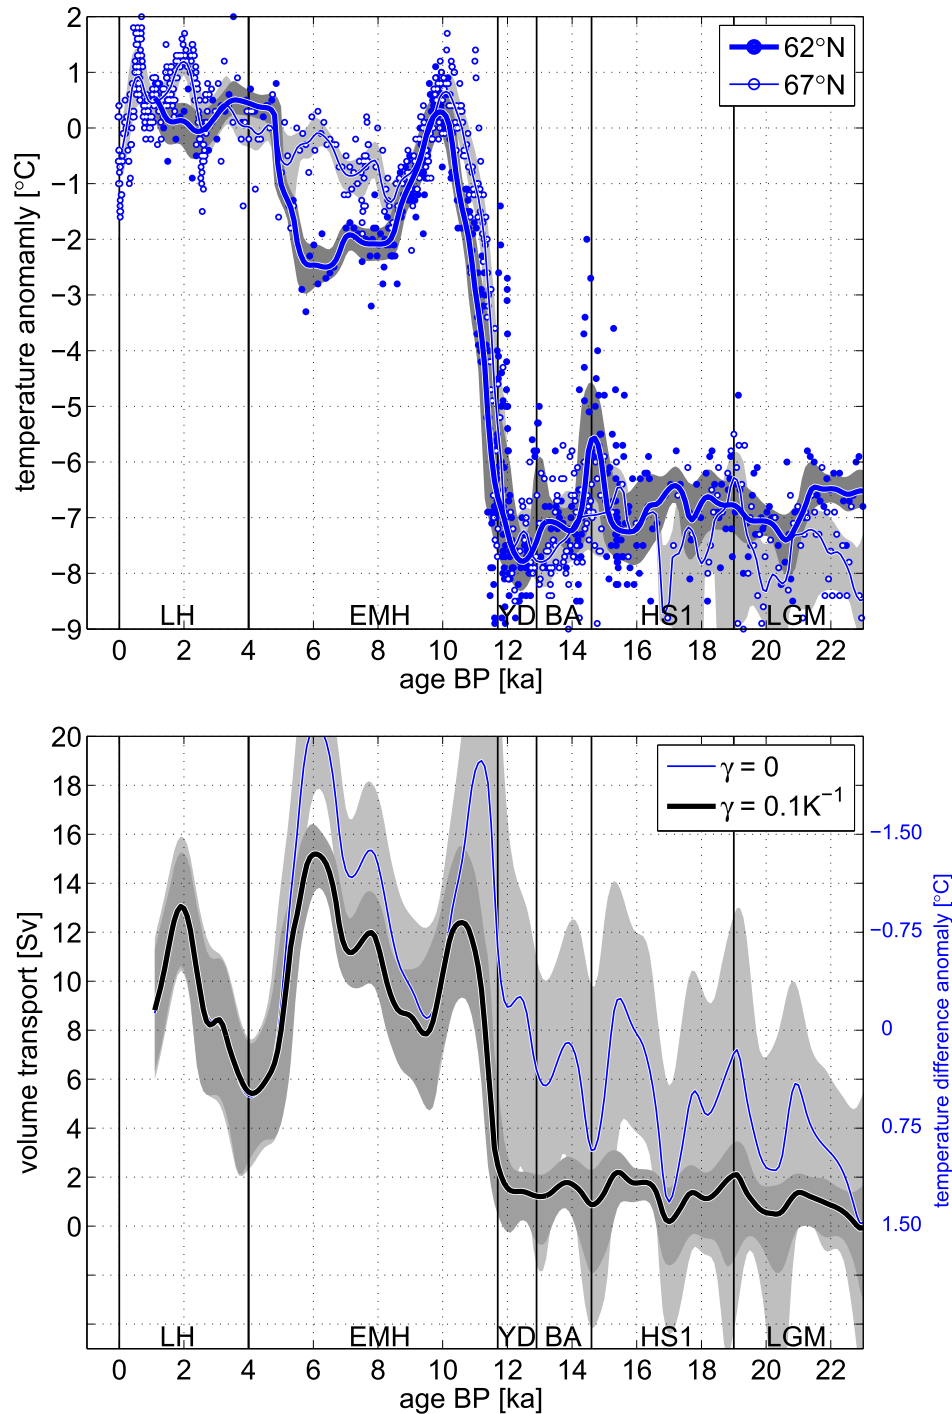 2
1
0
−1
−2
−3
−4
−5
−6
−7
−8
−9
temperature anomamly [°C]
62°N
67°N
LH EMH YD BA HS1 LGM
0 2 4 6 8 10 12 14 16 18 20 22
age BP [ka]
20
18
16
14
12
10
8
6
4
2
0
volume transport [Sv]
γ = 0
γ = 0.1K⁻¹
−1.50
−0.75
0
0.75
1.50
temperature difference anomaly [°C]
LH EMH YD BA HS1 LGM
0 2 4 6 8 10 12 14 16 18 20 22
age BP [ka]